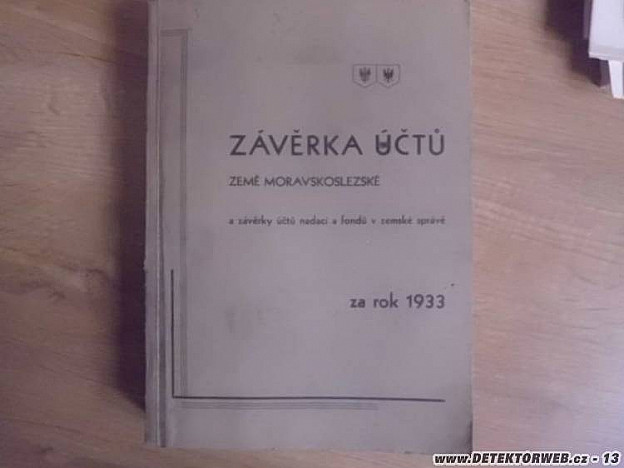 ZÁVĚRKA ÚČTŮ
ZEMĚ MORAVSKOSLEZSKÉ
a závěrky účtů nadací a fondů v zemské správě
za rok 1933
www.DETEKTORWEB.cz - 13